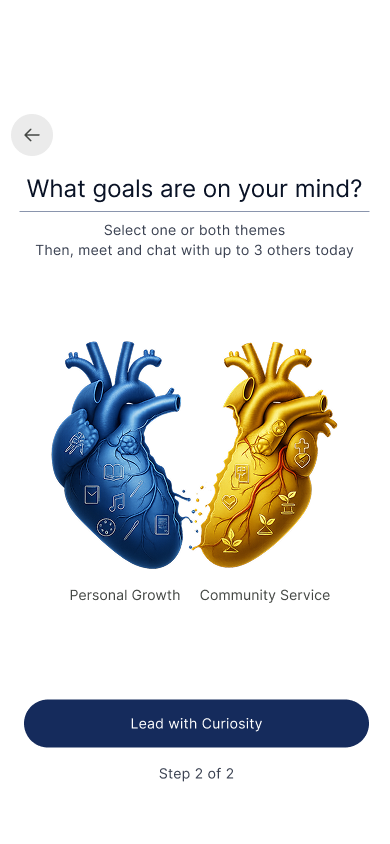 What goals are on your mind?
Select one or both themes
Then, meet and chat with up to 3 others today
Personal Growth
Community Service
Lead with Curiosity
Step 2 of 2